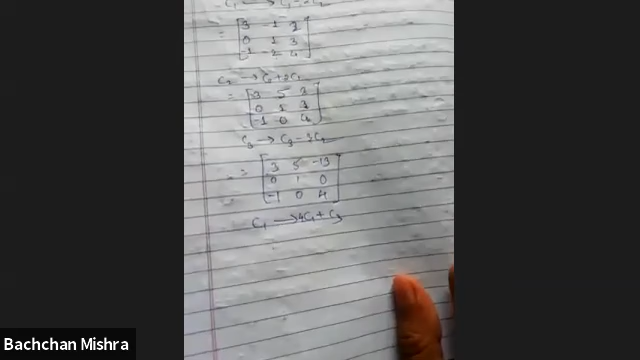 = [3 -1 2
0 1 3
-1 -2 4]
C₂ → C₂ + 2C₁
= [3 5 2
0 1 3
-1 0 4]
C₃ → C₃ - 3C₂
= [3 5 -13
0 1 0
-1 0 4]
C₁ → 4C₁ + C₃
Bachchan Mishra